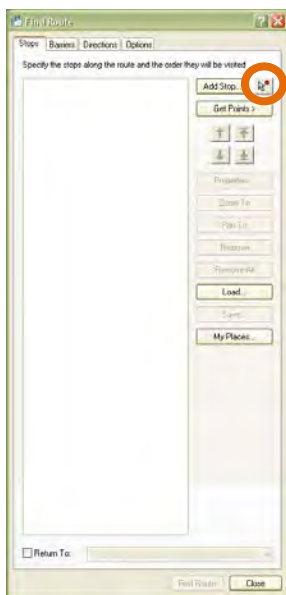 Find Route
Stops Barriers Directions Options
Specify the stops along the route and the order they will be visited
Add Stop...
Get Points >
Properties...
Zoom To
Pan To
Remove
Remove All
Load...
Save...
My Places...
Return To:
Find Route Close